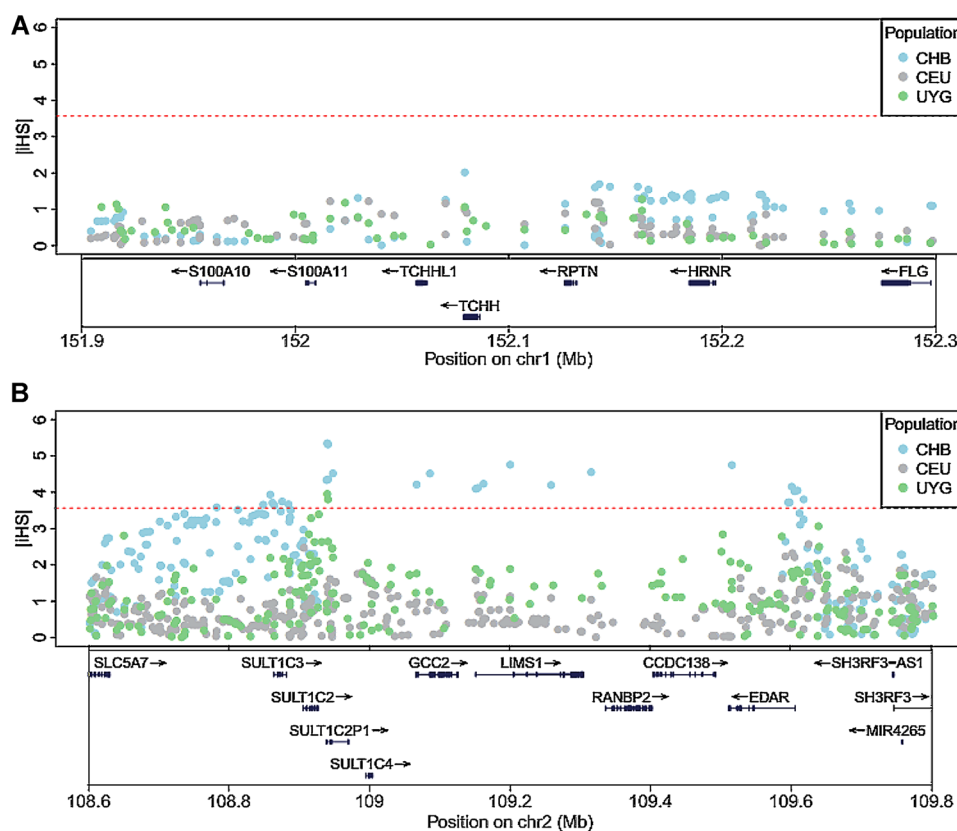 A
Population
CHB
CEU
UYG
|iHS|
6
5
4
3
2
1
0
←S100A10
←S100A11
←TCHHL1
←RPTN
←HRNR
←FLG
←TCHH
151.9 152 152.1 152.2 152.3
Position on chr1 (Mb)
B
Population
CHB
CEU
UYG
|iHS|
6
5
4
3
2
1
0
SLC5A7→
SULT1C3→
GCC2→
LIMS1→
CCDC138→
←SH3RF3-AS1
SULT1C2→
RANBP2→
←EDAR
SH3RF3→
SULT1C2P1→
←MIR4265
SULT1C4→
108.6 108.8 109 109.2 109.4 109.6 109.8
Position on chr2 (Mb)